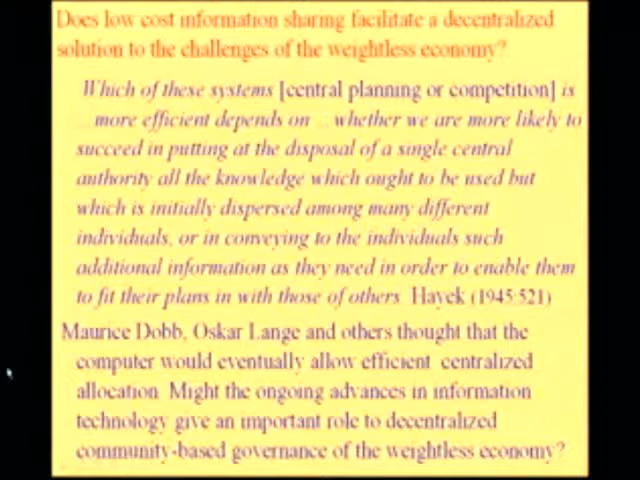 Does low cost information sharing facilitate a decentralized
solution to the challenges of the weightless economy?
Which of these systems [central planning or competition] is
...more efficient depends on ... whether we are more likely to
succeed in putting at the disposal of a single central
authority all the knowledge which ought to be used but
which is initially dispersed among many different
individuals, or in conveying to the individuals such
additional information as they need in order to enable them
to fit their plans in with those of others Hayek (1945:521)
Maurice Dobb, Oskar Lange and others thought that the
computer would eventually allow efficient centralized
allocation Might the ongoing advances in information
technology give an important role to decentralized
community-based governance of the weightless economy?